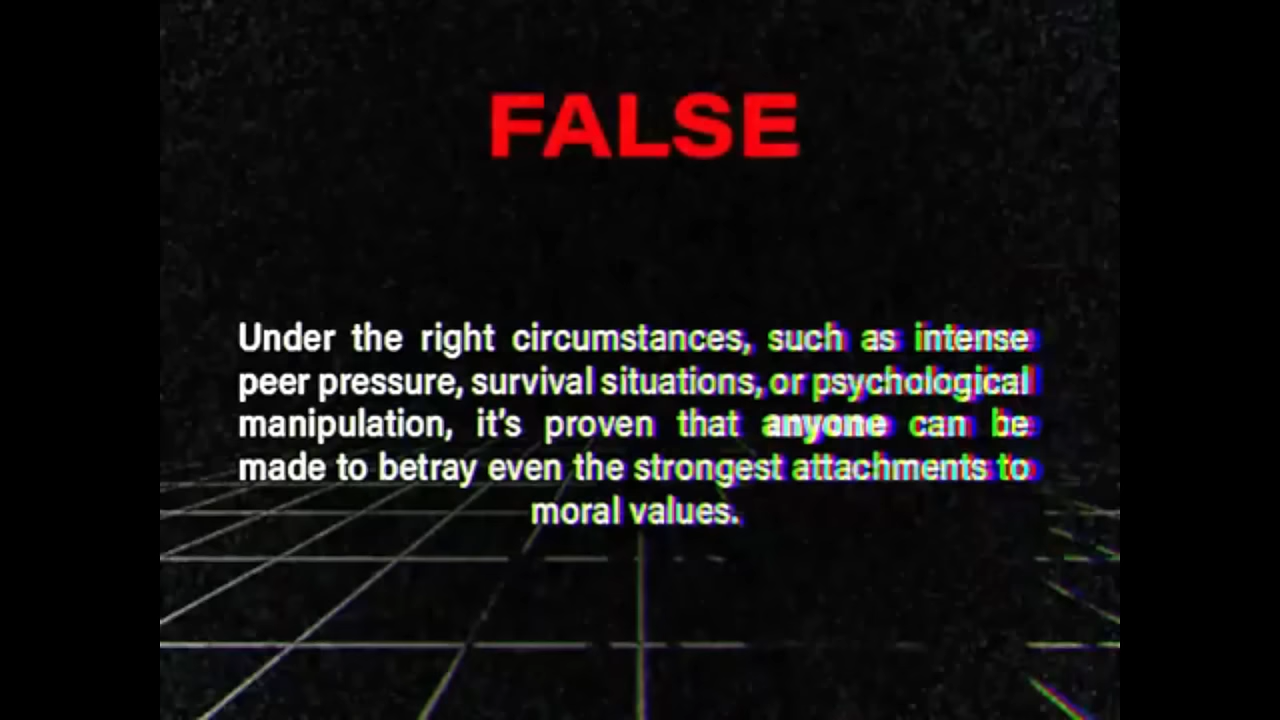 FALSE
Under the right circumstances, such as intense
peer pressure, survival situations, or psychological
manipulation, it's proven that anyone can be
made to betray even the strongest attachments to
moral values.